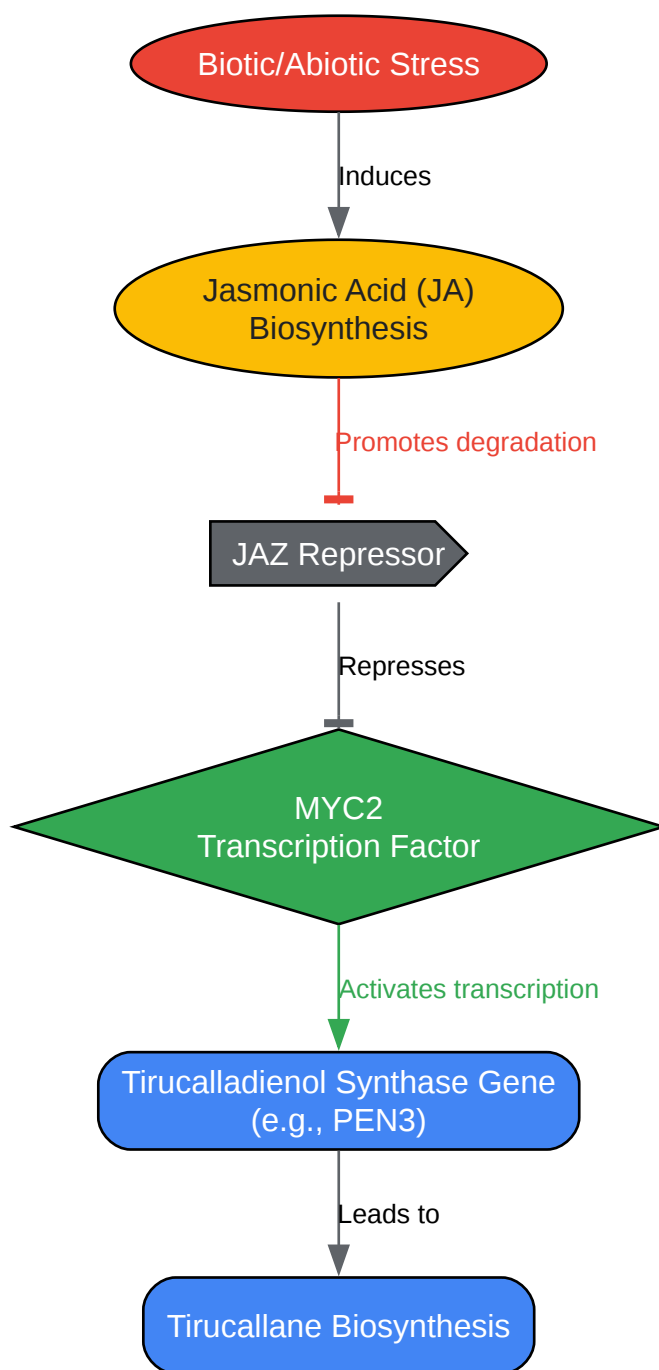 Biotic/Abiotic Stress
Induces
Jasmonic Acid (JA)
Biosynthesis
Promotes degradation
JAZ Repressor
Represses
MYC2
Transcription Factor
Activates transcription
Tirucalladienol Synthase Gene
(e.g., PEN3)
Leads to
Tirucallane Biosynthesis